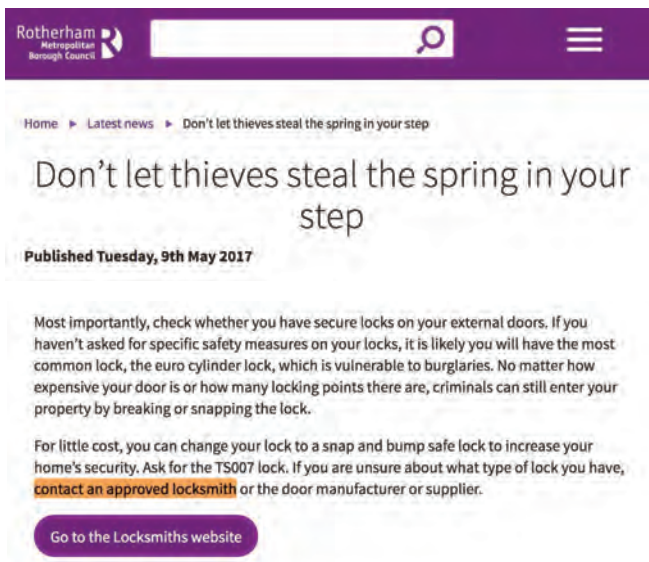 Rotherham
Metropolitan
Borough Council
Home ▸ Latest news ▸ Don't let thieves steal the spring in your step
Don't let thieves steal the spring in your
step
Published Tuesday, 9th May 2017
Most importantly, check whether you have secure locks on your external doors. If you
haven't asked for specific safety measures on your locks, it is likely you will have the most
common lock, the euro cylinder lock, which is vulnerable to burglaries. No matter how
expensive your door is or how many locking points there are, criminals can still enter your
property by breaking or snapping the lock.
For little cost, you can change your lock to a snap and bump safe lock to increase your
home's security. Ask for the TS007 lock. If you are unsure about what type of lock you have,
contact an approved locksmith or the door manufacturer or supplier.
Go to the Locksmiths website